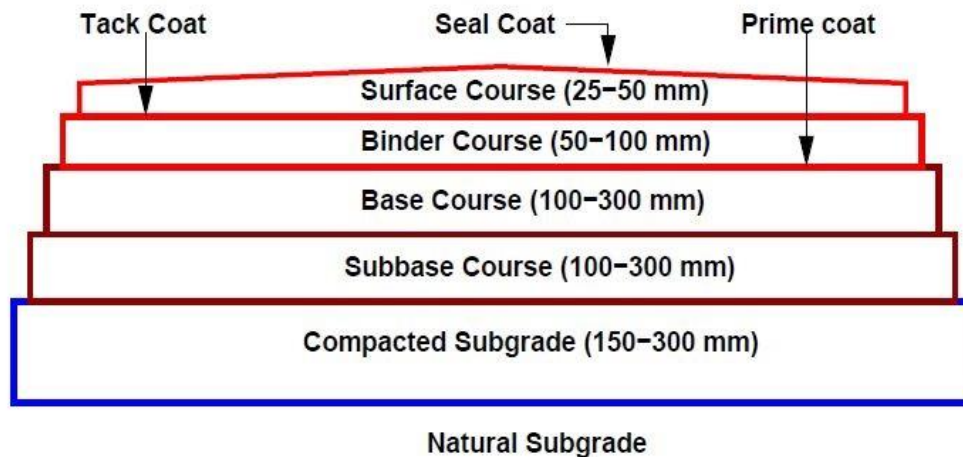 Tack Coat Seal Coat Prime coat
Surface Course (25−50 mm)
Binder Course (50−100 mm)
Base Course (100−300 mm)
Subbase Course (100−300 mm)
Compacted Subgrade (150−300 mm)
Natural Subgrade